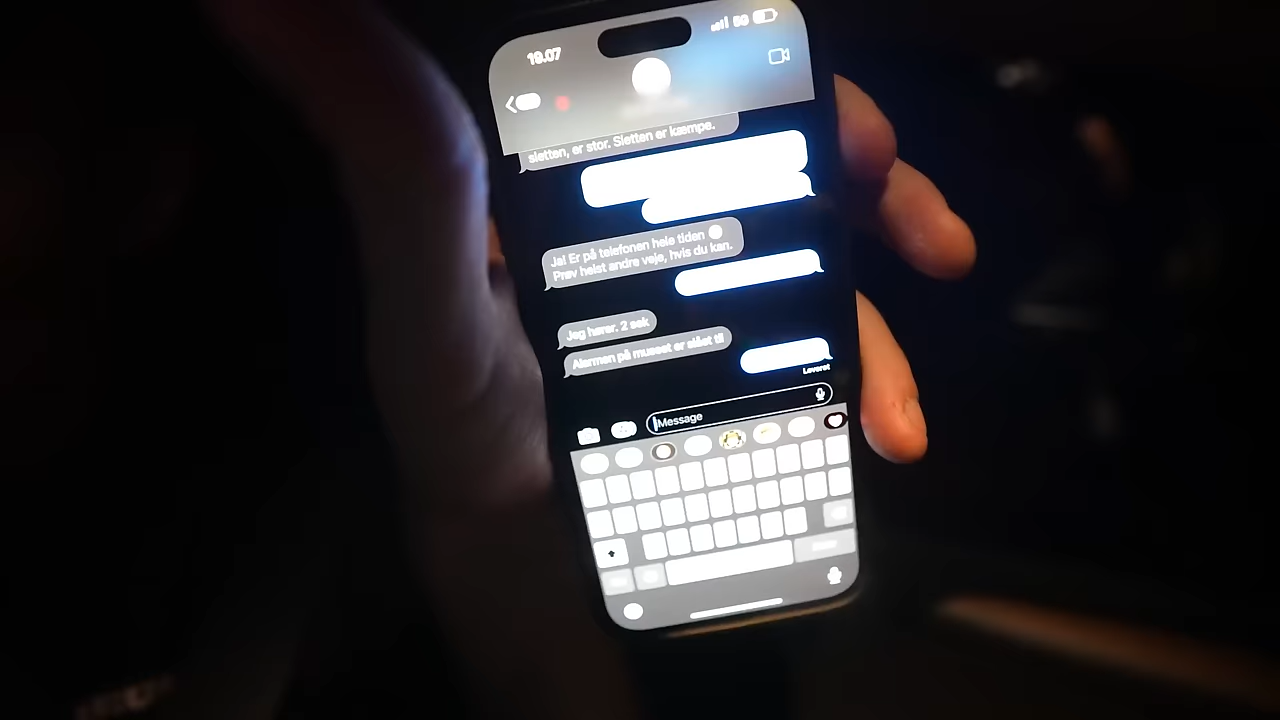 19.07
5G
sletten, er stor. Sletten er kæmpe.
Ja! Er på telefonen hele tiden
Prøv helst andre veje, hvis du kan.
Jeg hører. 2 sek
Alarmen på museet er slået til
Leveret
Message